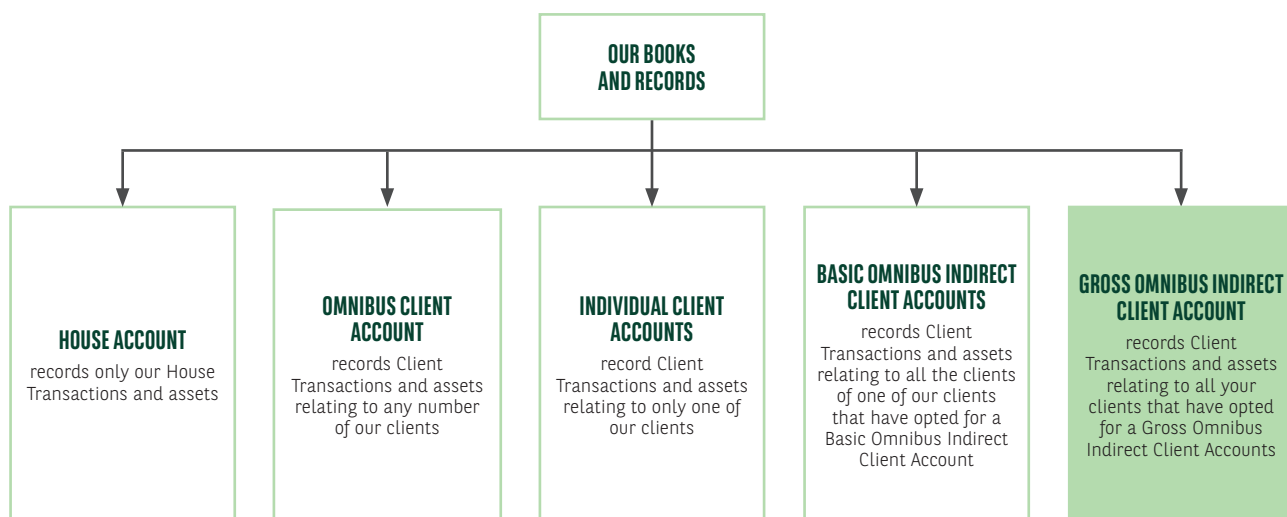 OUR BOOKS
AND RECORDS
HOUSE ACCOUNT
records only our House
Transactions and assets
OMNIBUS CLIENT
ACCOUNT
records Client
Transactions and assets
relating to any number
of our clients
INDIVIDUAL CLIENT
ACCOUNTS
record Client
Transactions and assets
relating to only one of
our clients
BASIC OMNIBUS INDIRECT
CLIENT ACCOUNTS
records Client
Transactions and assets
relating to all the clients
of one of our clients
that have opted for a
Basic Omnibus Indirect
Client Account
GROSS OMNIBUS INDIRECT
CLIENT ACCOUNT
records Client
Transactions and assets
relating to all your
clients that have opted
for a Gross Omnibus
Indirect Client Accounts